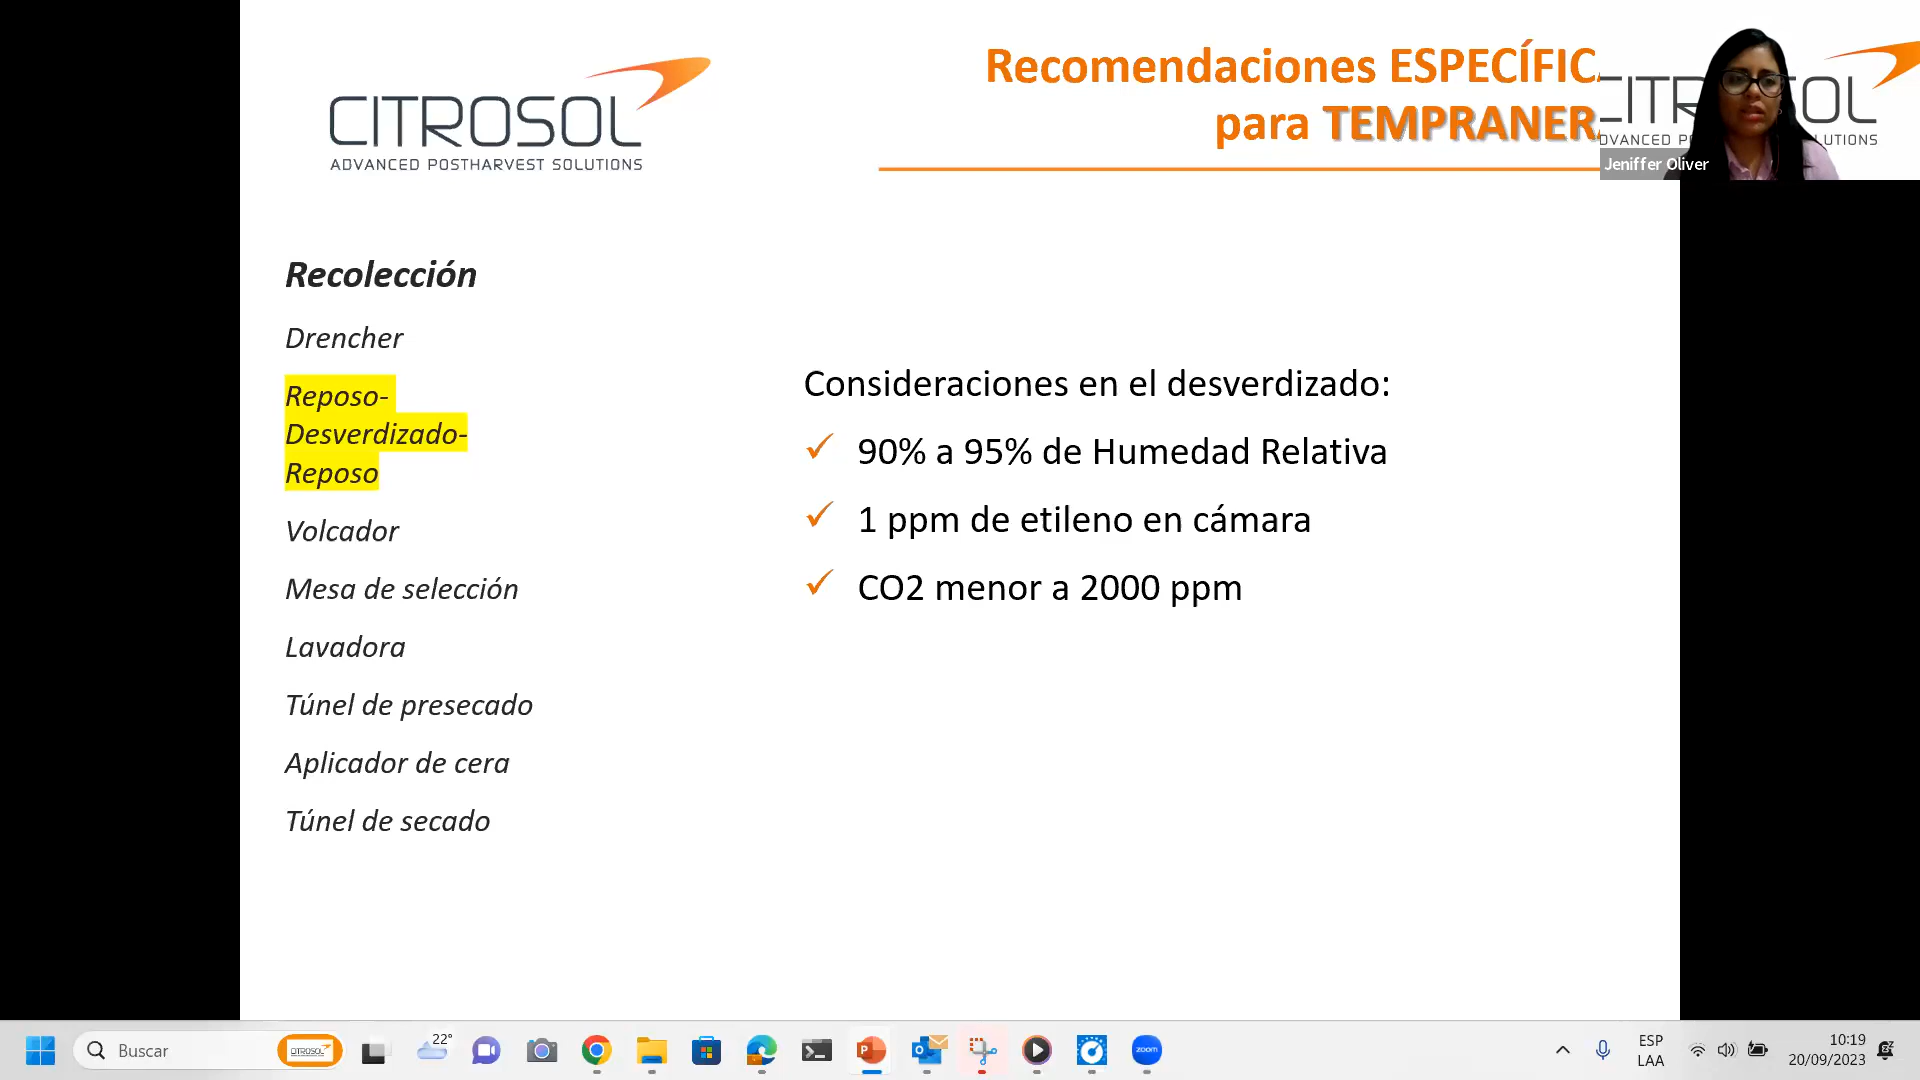 CITROSOL
ADVANCED POSTHARVEST SOLUTIONS
Recomendaciones ESPECÍFIC
para TEMPRANER
Jeniffer Oliver
Recolección
Drencher
Reposo-
Desverdizado-
Reposo
Volcador
Mesa de selección
Lavadora
Túnel de presecado
Aplicador de cera
Túnel de secado
Consideraciones en el desverdizado:
90% a 95% de Humedad Relativa
1 ppm de etileno en cámara
CO2 menor a 2000 ppm
Buscar
CITROSOL
22°
zoom
ESP
LAA
10:19
20/09/2023